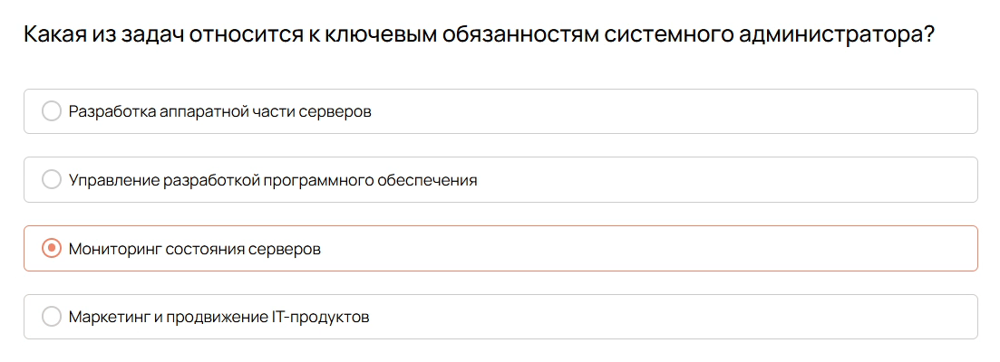 Какая из задач относится к ключевым обязанностям системного администратора?
Разработка аппаратной части серверов
Управление разработкой программного обеспечения
Мониторинг состояния серверов
Маркетинг и продвижение IT-продуктов